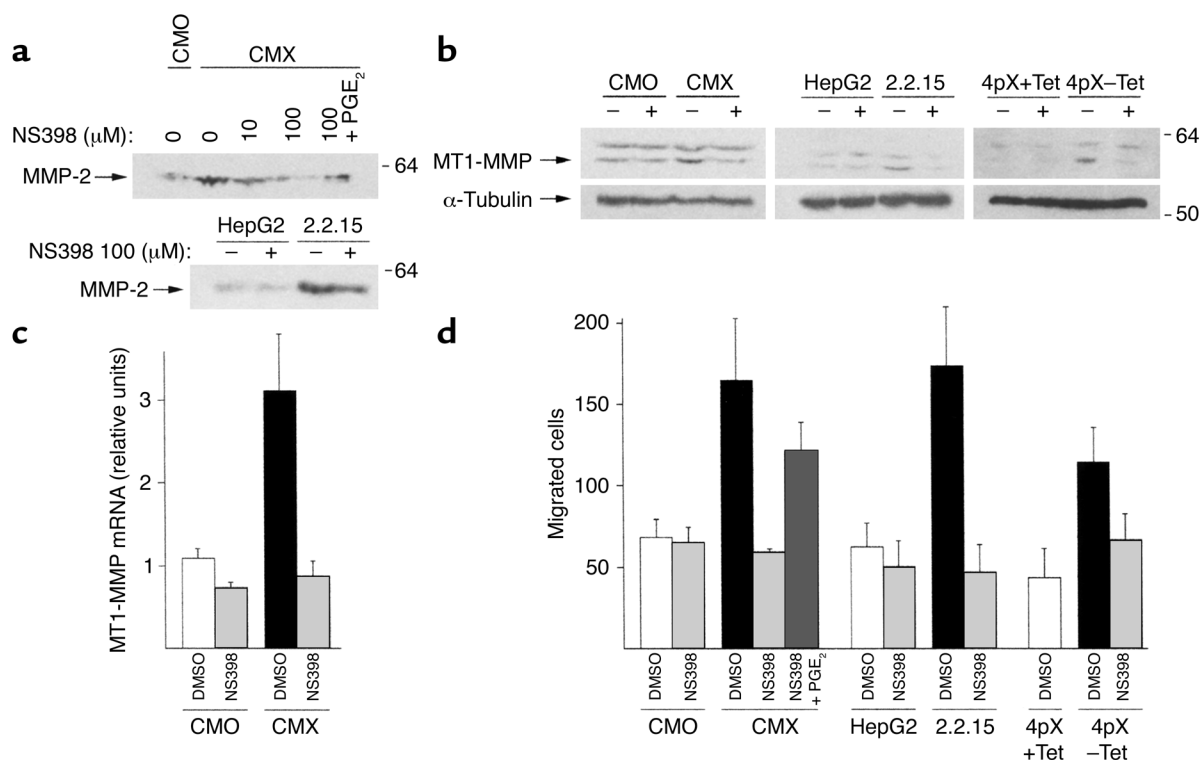 a
CMO
CMX
NS398 (μM):
0
0
10
100
100
+ PGE2
MMP-2
-64
HepG2 2.2.15
NS398 100 (μM):
− + − +
-64
MMP-2
b
CMO CMX HepG2 2.2.15 4pX+Tet 4pX−Tet
− + − + − + − + − + − +
-64
MT1-MMP
α-Tubulin
-50
c
MT1-MMP mRNA (relative units)
3
2
1
DMSO
NS398
DMSO
NS398
CMO CMX
d
Migrated cells
200
150
100
50
DMSO
NS398
DMSO
NS398
NS398
+ PGE2
DMSO
NS398
DMSO
NS398
DMSO
DMSO
NS398
CMO CMX HepG2 2.2.15 4pX 4pX
+Tet −Tet